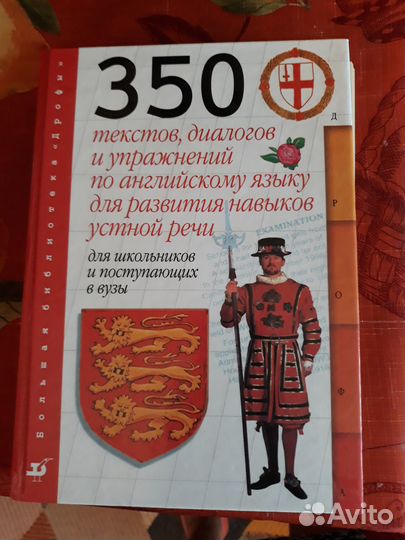 350
текстов, диалогов
и упражнений
по английскому языку
для развития навыков
устной речи
для школьников
и поступающих
в вузы
Большая библиотека «Дрофы»
Д
Р
О
Ф
А
EXAMINATION
Avito